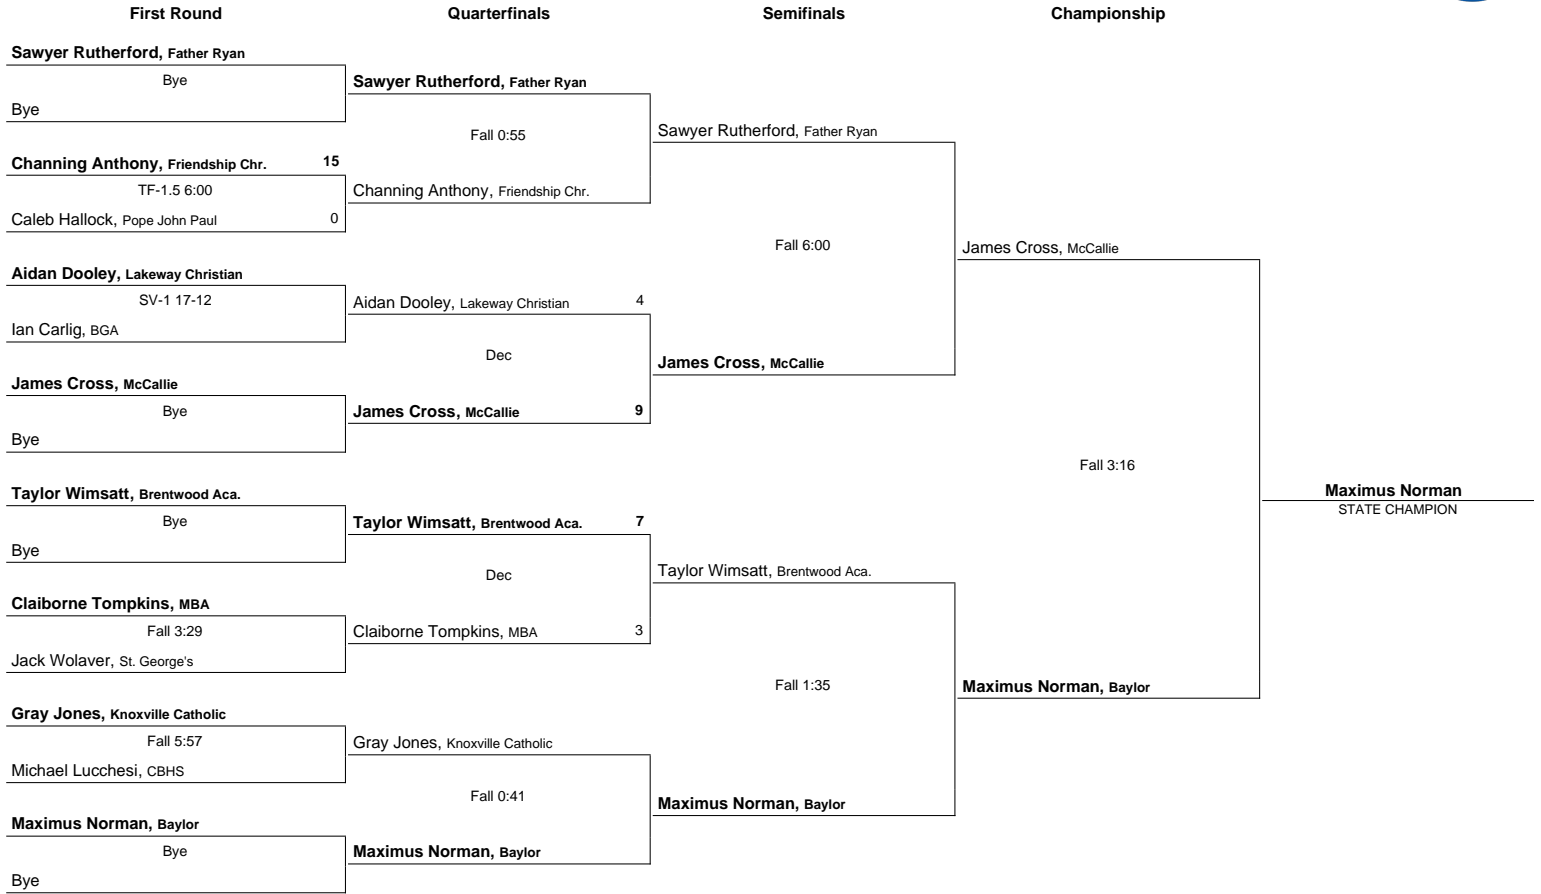 First Round
Quarterfinals
Semifinals
Championship
Sawyer Rutherford, Father Ryan
Bye
Bye
Channing Anthony, Friendship Chr. 15
TF-1.5 6:00
Caleb Hallock, Pope John Paul 0
Aidan Dooley, Lakeway Christian
SV-1 17-12
Ian Carlig, BGA
James Cross, McCallie
Bye
Bye
Taylor Wimsatt, Brentwood Aca.
Bye
Bye
Claiborne Tompkins, MBA
Fall 3:29
Jack Wolaver, St. George's
Gray Jones, Knoxville Catholic
Fall 5:57
Michael Lucchesi, CBHS
Maximus Norman, Baylor
Bye
Bye
Sawyer Rutherford, Father Ryan
Fall 0:55
Channing Anthony, Friendship Chr.
Aidan Dooley, Lakeway Christian 4
Dec
James Cross, McCallie 9
Taylor Wimsatt, Brentwood Aca. 7
Dec
Claiborne Tompkins, MBA 3
Gray Jones, Knoxville Catholic
Fall 0:41
Maximus Norman, Baylor
Sawyer Rutherford, Father Ryan
Fall 6:00
James Cross, McCallie
Taylor Wimsatt, Brentwood Aca.
Fall 1:35
Maximus Norman, Baylor
James Cross, McCallie
Fall 3:16
Maximus Norman, Baylor
Maximus Norman
STATE CHAMPION